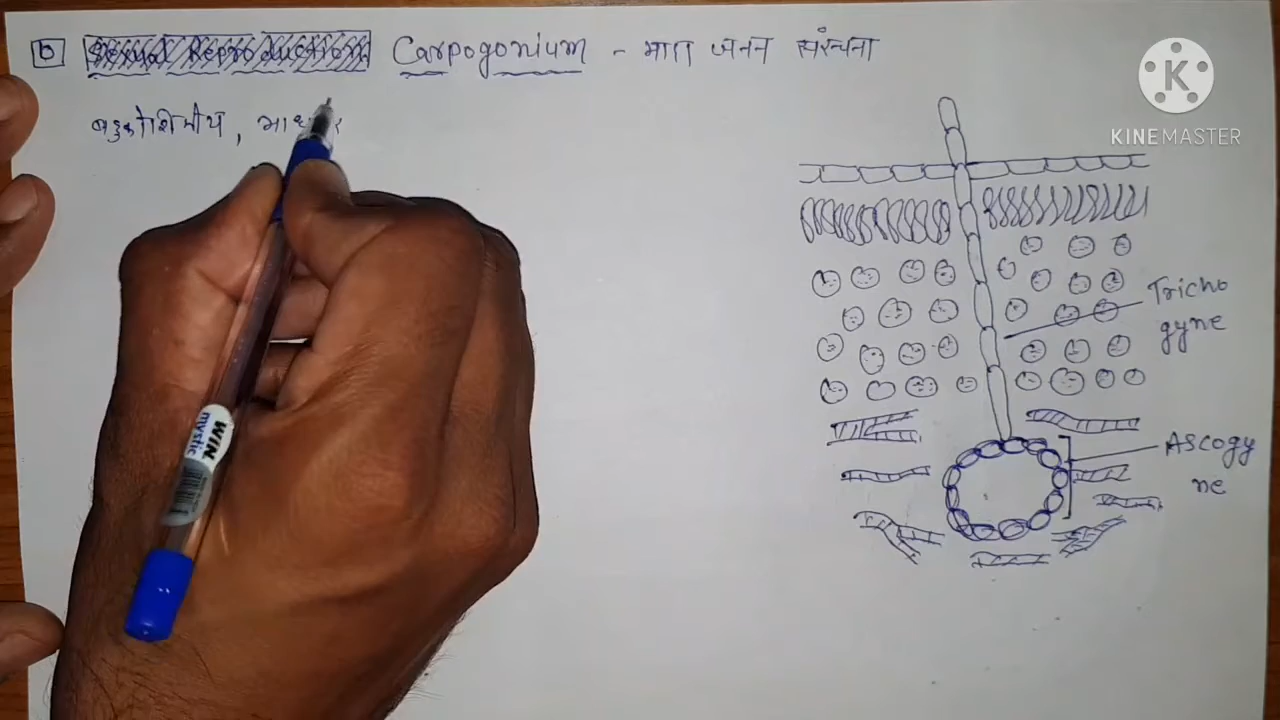 b Sexual Reproduction Carpogonium - मादा जनन संरचना
बहुकोशिकीय,
K
KINEMASTER
Tricho
gyne
Ascogy
ne
WIN
mystic